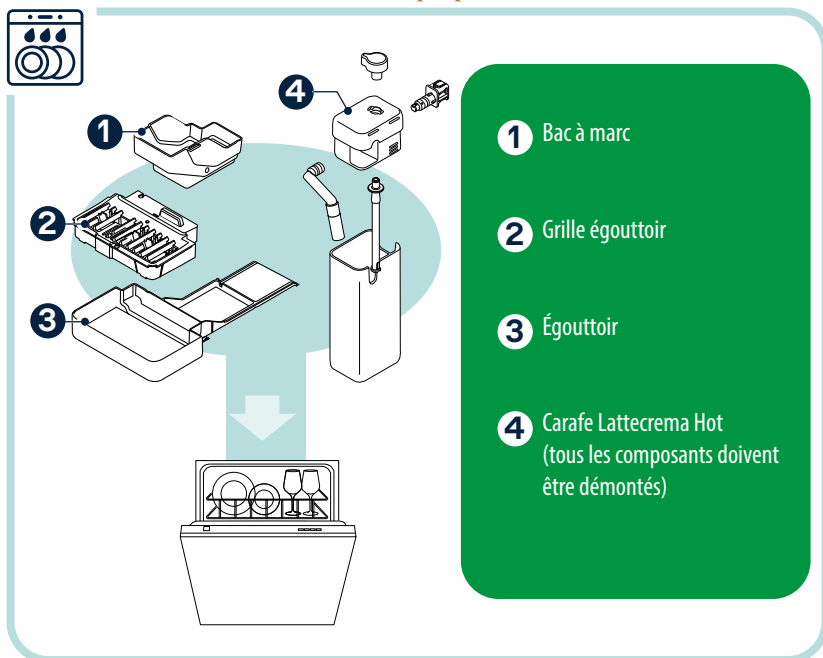 1
2
3
4
1 Bac à marc
2 Grille égouttoir
3 Égouttoir
4 Carafe Lattecrema Hot
(tous les composants doivent
être démontés)